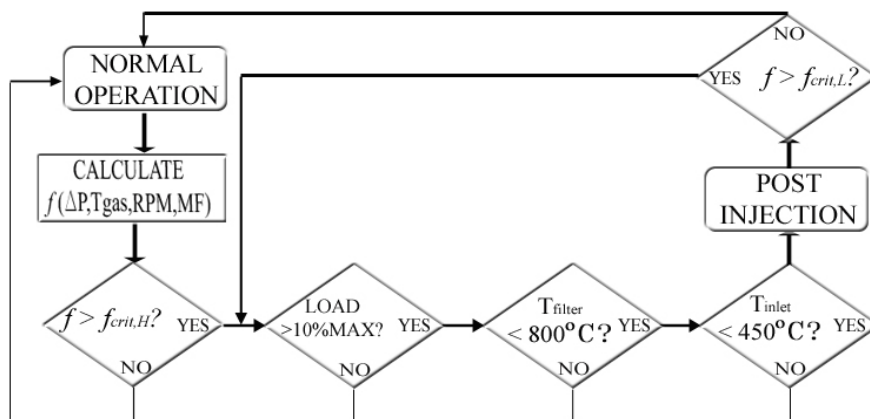 NO
NORMAL
OPERATION
YES
f > fcrit,L?
CALCULATE
f(ΔP,Tgas,RPM,MF)
POST
INJECTION
f > fcrit,H?
YES
NO
LOAD
>10%MAX?
YES
NO
Tfilter
< 800°C?
YES
NO
Tinlet
< 450°C?
YES
NO